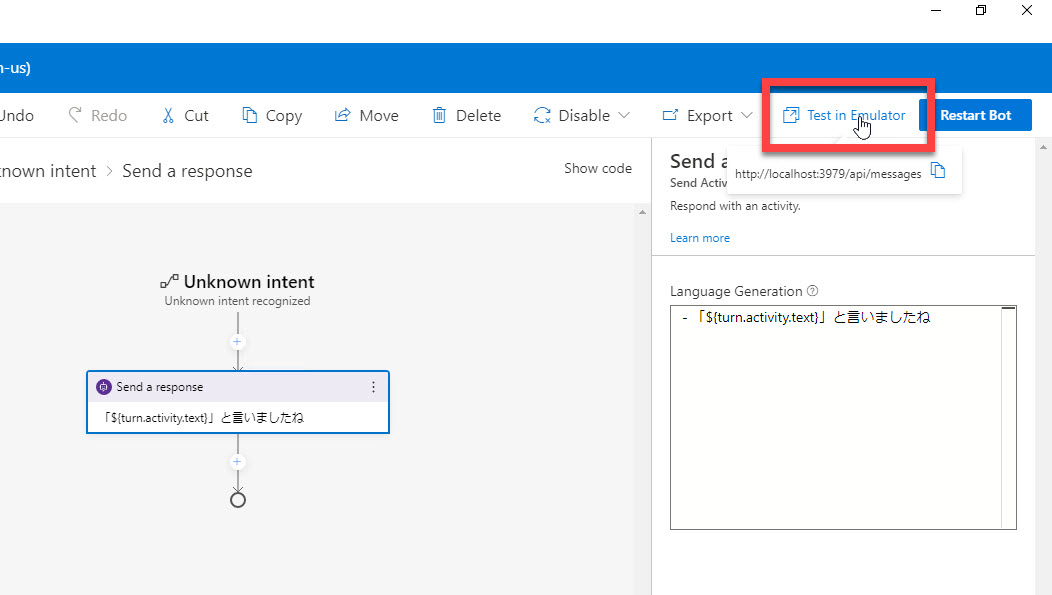 n-us)
Undo Redo Cut Copy Move Delete Disable Export Test in Emulator Restart Bot
http://localhost:3979/api/messages
nown intent > Send a response Show code
Send a
Send Activ
Respond with an activity.
Learn more
Unknown intent
Unknown intent recognized
Send a response
「${turn.activity.text}」と言いましたね
Language Generation
- 「${turn.activity.text}」と言いましたね